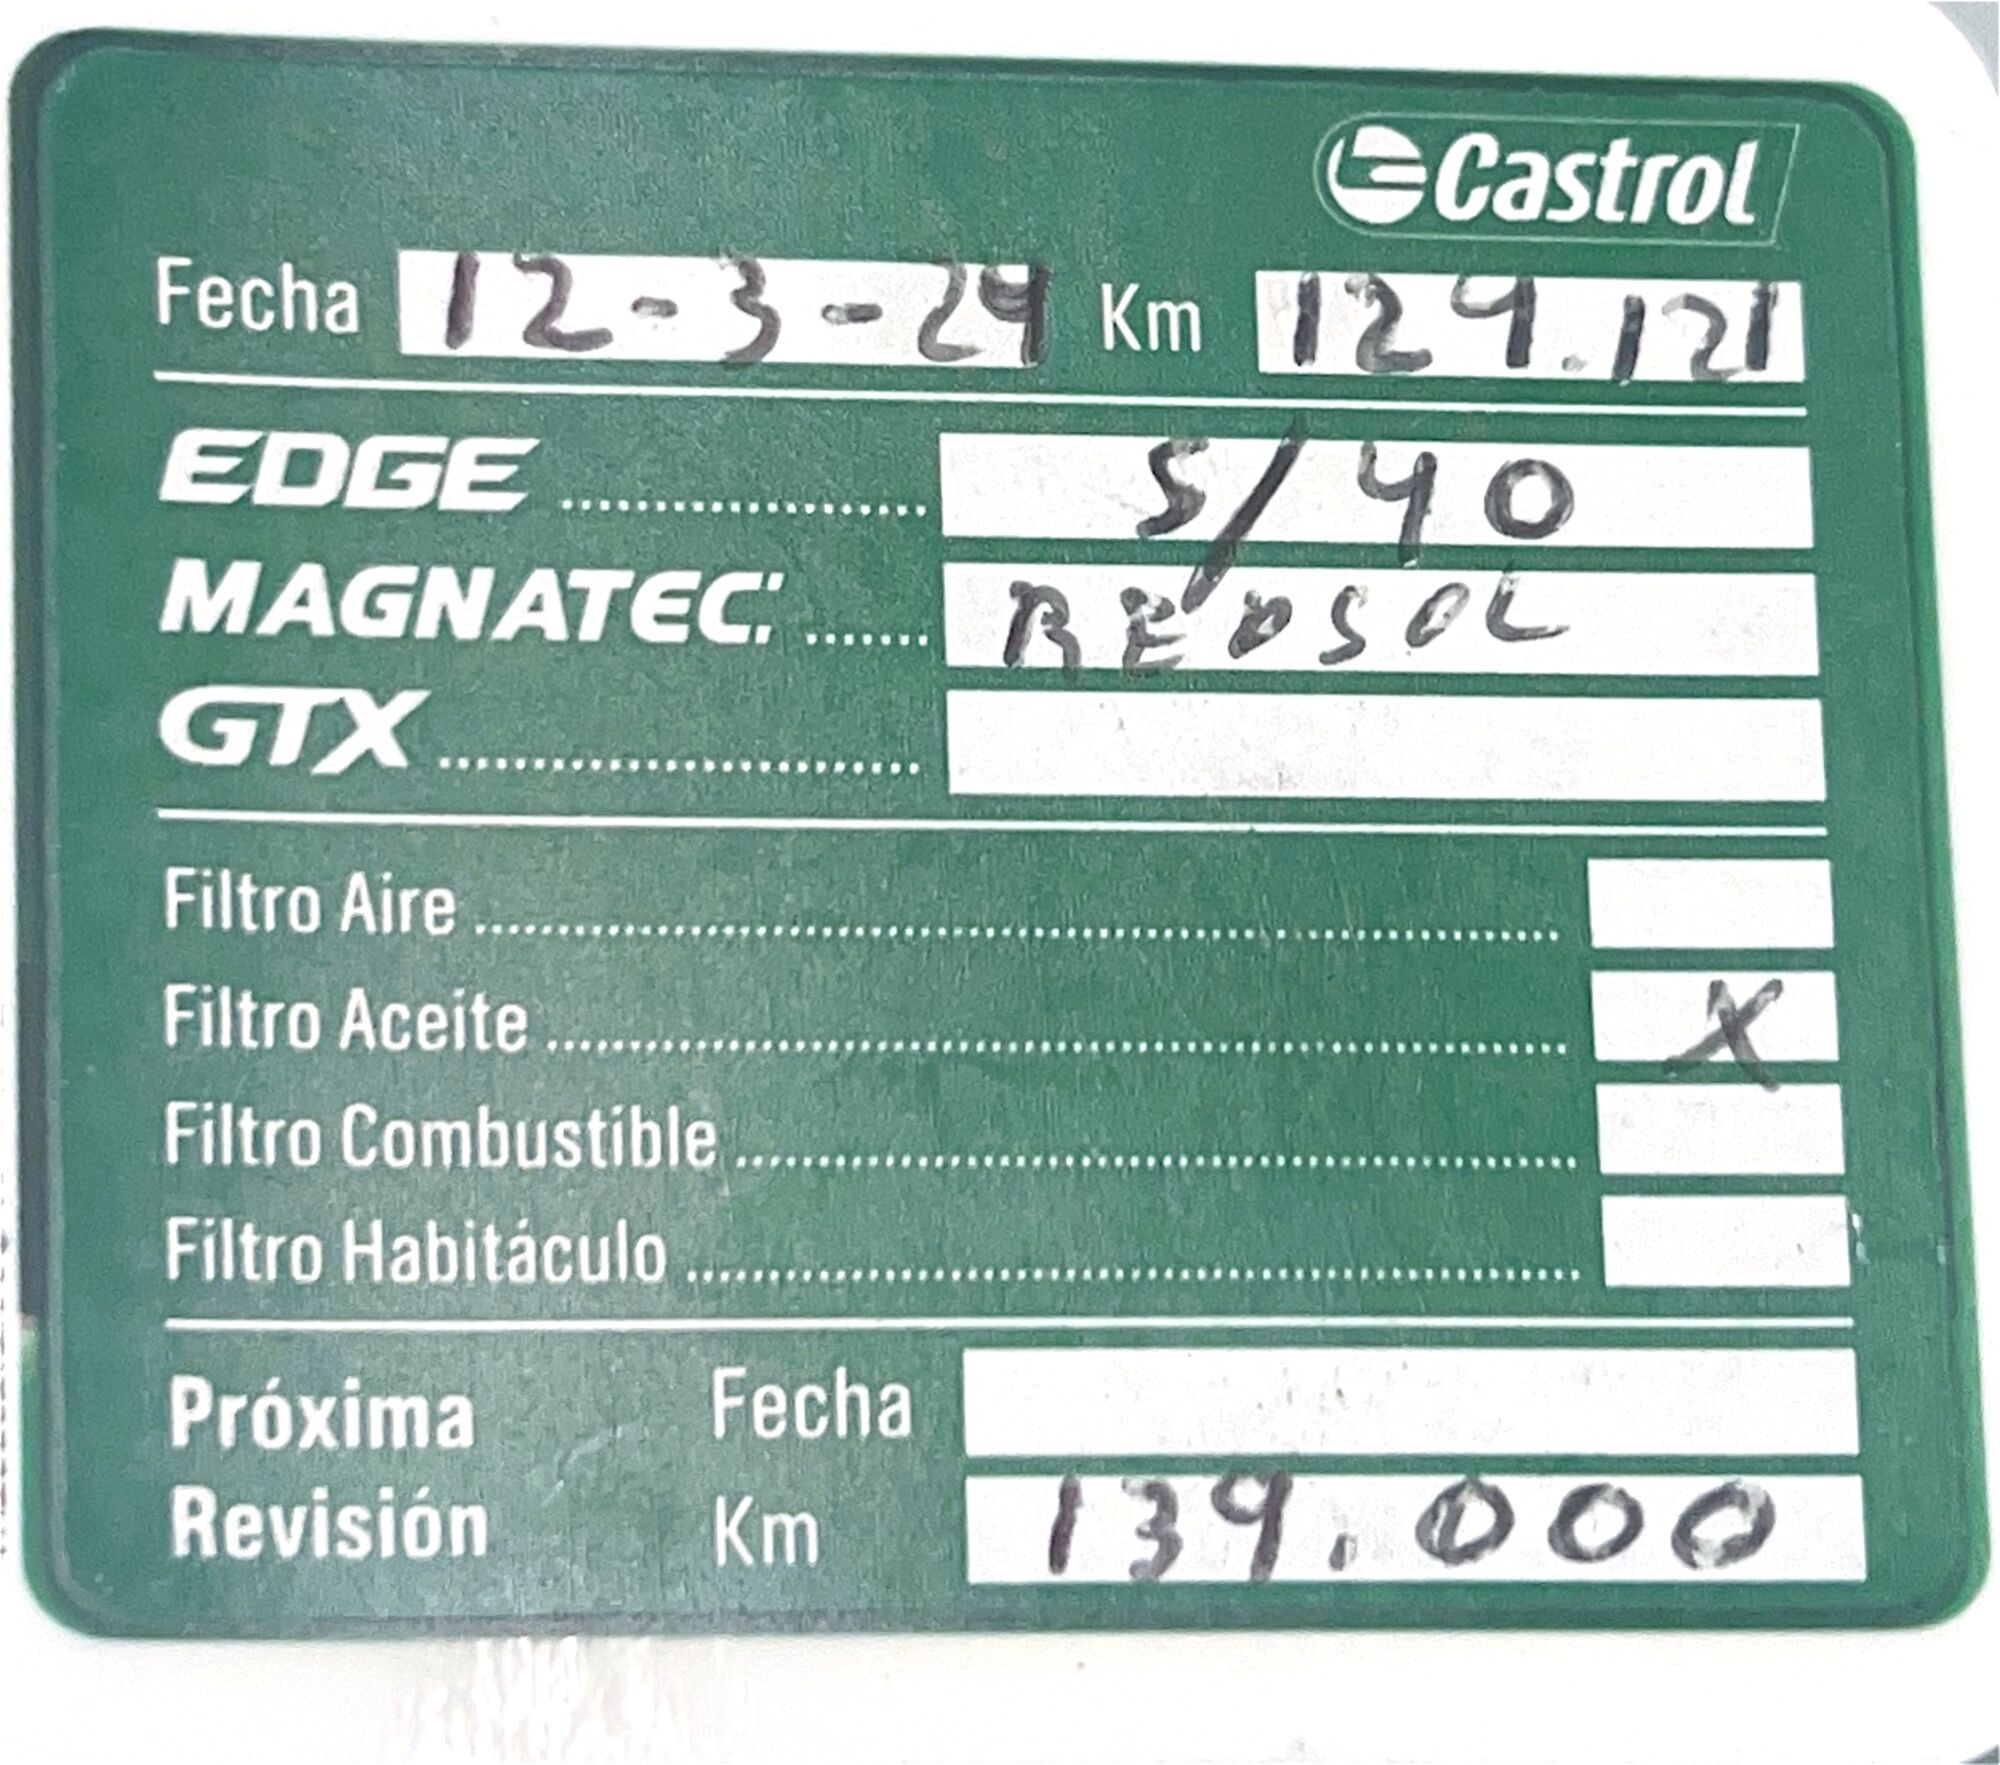 Castrol
Fecha 12-3-24 Km 129.121
EDGE 5/40
MAGNATEC REPSOL
GTX
Filtro Aire
Filtro Aceite X
Filtro Combustible
Filtro Habitáculo
Próxima Fecha
Revisión Km 139.000